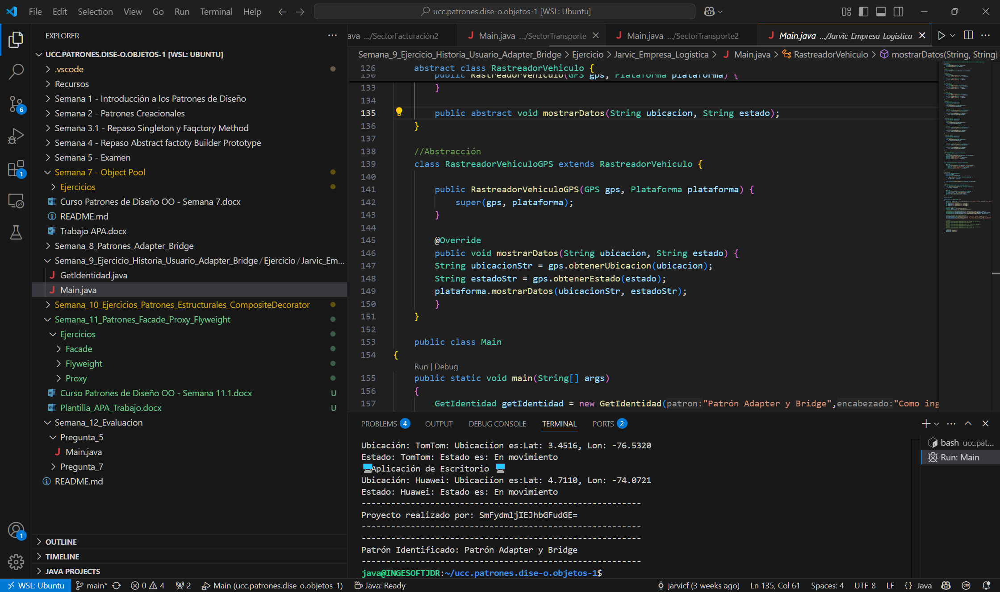 File Edit Selection View Go Run Terminal Help
ucc.patrones.dise-o.objetos-1 [WSL: Ubuntu]
EXPLORER
UCC.PATRONES.DISE-O.OBJETOS-1 [WSL: UBUNTU]
.vscode
Recursos
Semana 1 - Introducción a los Patrones de Diseño
Semana 2 - Patrones Creacionales
Semana 3.1 - Repaso Singleton y Faqctory Method
Semana 4 - Repaso Abstract factoty Builder Prototype
Semana 5 - Examen
Semana 7 - Object Pool
Ejercicios
Curso Patrones de Diseño OO - Semana 7.docx
README.md
Trabajo APA.docx
Semana_8_Patrones_Adapter_Bridge
Semana_9_Ejercicio_Historia_Usuario_Adapter_Bridge/Ejercicio/Jarvic_Em...
GetIdentidad.java
Main.java
Semana_10_Ejercicios_Patrones_Estructurales_CompositeDecorator
Semana_11_Patrones_Facade_Proxy_Flyweight
Ejercicios
Facade
Flyweight
Proxy
Curso Patrones de Diseño OO - Semana 11.1.docx U
Plantilla_APA_Trabajo.docx U
Semana_12_Evaluacion
Pregunta_5
Main.java
Pregunta_7
README.md
OUTLINE
TIMELINE
JAVA PROJECTS
6
1
1
ava .../SectorFacturación2 Main.java .../SectorTransporte Main.java .../SectorTransporte2 Main.java .../Jarvic_Empresa_Logistica
Semana_9_Ejercicio_Historia_Usuario_Adapter_Bridge > Ejercicio > Jarvic_Empresa_Logistica > Main.java > RastreadorVehiculo > mostrarDatos(String, String)
126 abstract class RastreadorVehiculo {
130 public RastreadorVehiculo(GPS gps, Plataforma plataforma) {
133 }
134
135 public abstract void mostrarDatos(String ubicacion, String estado);
136 }
137
138 //Abstracción
139 class RastreadorVehiculoGPS extends RastreadorVehiculo {
140
141 public RastreadorVehiculoGPS(GPS gps, Plataforma plataforma) {
142 super(gps, plataforma);
143 }
144
145 @Override
146 public void mostrarDatos(String ubicacion, String estado) {
147 String ubicacionStr = gps.obtenerUbicacion(ubicacion);
148 String estadoStr = gps.obtenerEstado(estado);
149 plataforma.mostrarDatos(ubicacionStr, estadoStr);
150 }
151 }
152
153 public class Main
154 {
Run | Debug
155 public static void main(String[] args)
156 {
157 GetIdentidad getIdentidad = new GetIdentidad(patron:"Patrón Adapter y Bridge",encabezado:"Como ing
PROBLEMS 4 OUTPUT DEBUG CONSOLE TERMINAL PORTS 2
Ubicación: TomTom: Ubicaciíon es:Lat: 3.4516, Lon: -76.5320
Estado: TomTom: Estado es: En movimiento
Aplicación de Escritorio
Ubicación: Huawei: Ubicaciíon es:Lat: 4.7110, Lon: -74.0721
Estado: Huawei: Estado es: En movimiento
---------------------------------------------------------
Proyecto realizado por: SmFydmljIEJhbGFudGE=
---------------------------------------------------------
---------------------------------------------------------
Patrón Identificado: Patrón Adapter y Bridge
---------------------------------------------------------
java@INGESOFTJDR:~/ucc.patrones.dise-o.objetos-1$
bash ucc.pat...
Run: Main
WSL: Ubuntu main* 0 4 2 Main (ucc.patrones.dise-o.objetos-1) Java: Ready jarvicf (3 weeks ago) Ln 135, Col 61 Spaces: 4 UTF-8 LF {} Java